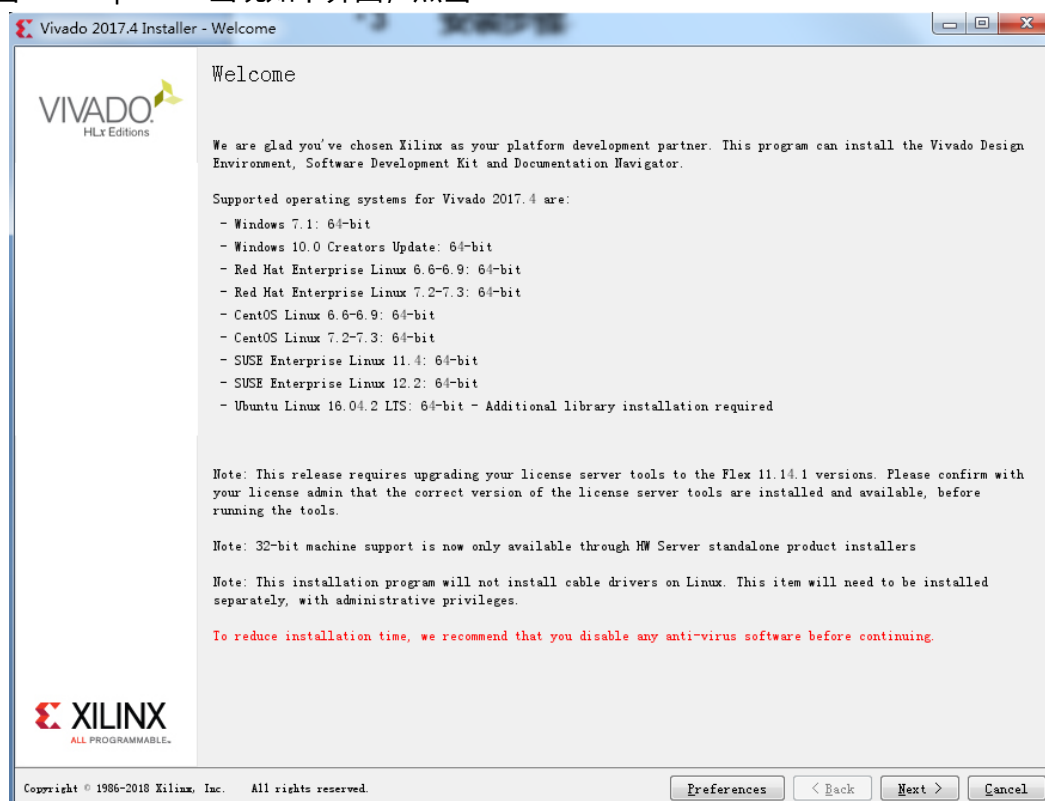 Vivado 2017.4 Installer - Welcome
VIVADO.
HLx Editions
Welcome
We are glad you've chosen Xilinx as your platform development partner. This program can install the Vivado Design
Environment, Software Development Kit and Documentation Navigator.
Supported operating systems for Vivado 2017.4 are:
- Windows 7.1: 64-bit
- Windows 10.0 Creators Update: 64-bit
- Red Hat Enterprise Linux 6.6-6.9: 64-bit
- Red Hat Enterprise Linux 7.2-7.3: 64-bit
- CentOS Linux 6.6-6.9: 64-bit
- CentOS Linux 7.2-7.3: 64-bit
- SUSE Enterprise Linux 11.4: 64-bit
- SUSE Enterprise Linux 12.2: 64-bit
- Ubuntu Linux 16.04.2 LTS: 64-bit - Additional library installation required
Note: This release requires upgrading your license server tools to the Flex 11.14.1 versions. Please confirm with
your license admin that the correct version of the license server tools are installed and available, before
running the tools.
Note: 32-bit machine support is now only available through HW Server standalone product installers
Note: This installation program will not install cable drivers on Linux. This item will need to be installed
separately, with administrative privileges.
To reduce installation time, we recommend that you disable any anti-virus software before continuing.
XILINX
ALL PROGRAMMABLE.
Copyright © 1986-2018 Xilinx, Inc. All rights reserved.
Preferences < Back Next > Cancel